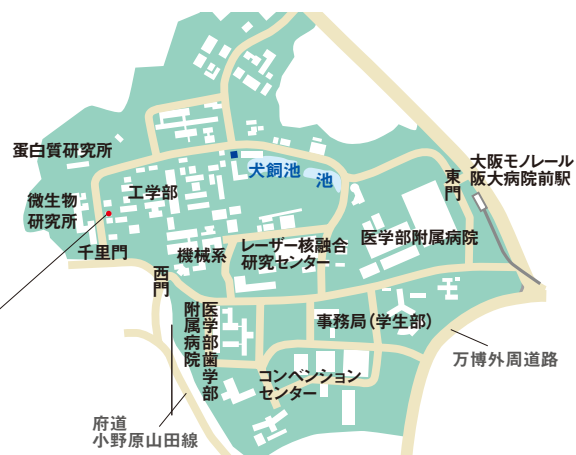 蛋白質研究所
微生物
研究所
工学部
犬飼池
池
東門
大阪モノレール
阪大病院前駅
千里門
西門
機械系
レーザー核融合
研究センター
医学部附属病院
医学部歯学部
附属病院
事務局（学生部）
コンベンション
センター
万博外周道路
府道
小野原山田線